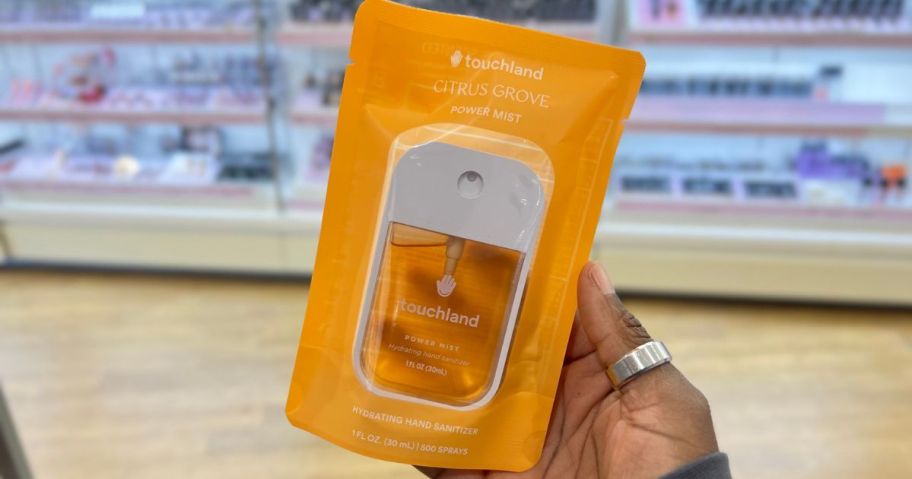 touchland
CITRUS GROVE
POWER MIST
touchland
POWER MIST
Hydrating hand sanitizer
1 fl oz (30mL)
HYDRATING HAND SANITIZER
1 FL OZ. (30 mL) | 500 SPRAYS